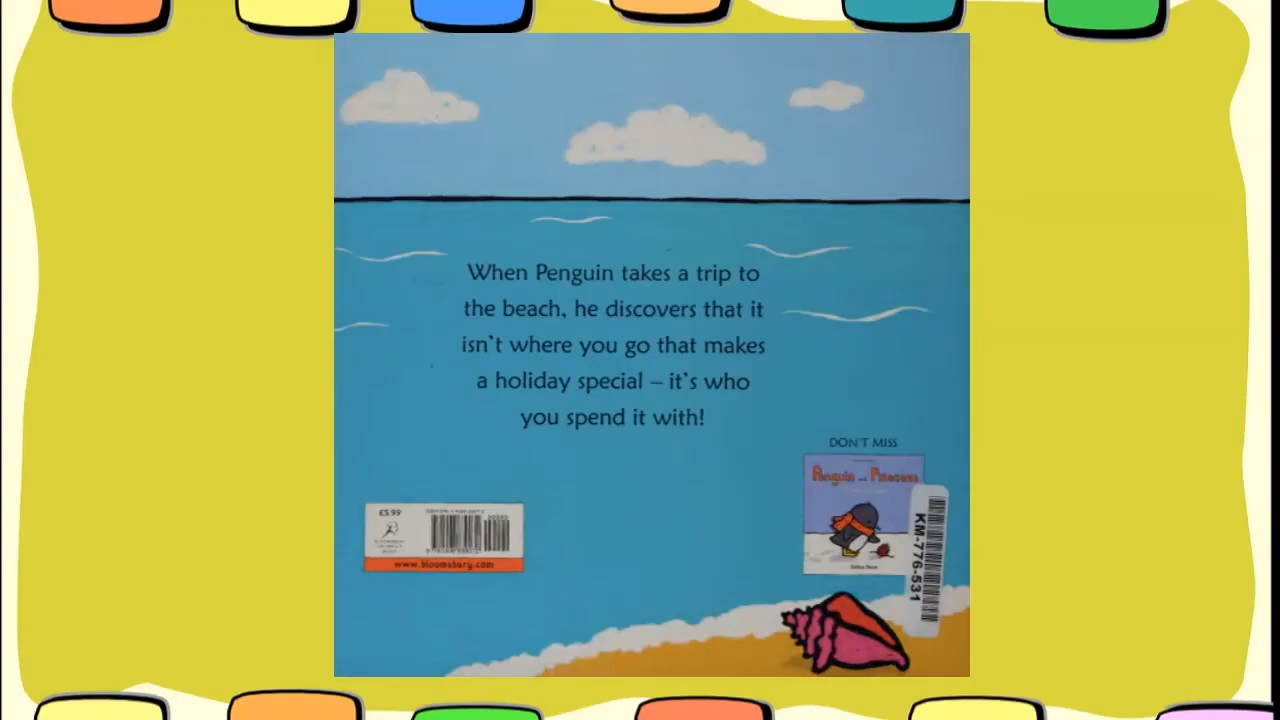 When Penguin takes a trip to
the beach, he discovers that it
isn't where you go that makes
a holiday special – it's who
you spend it with!
DON'T MISS
Penguin and Pinecone
£5.99
www.bloomsbury.com
KM-776-531